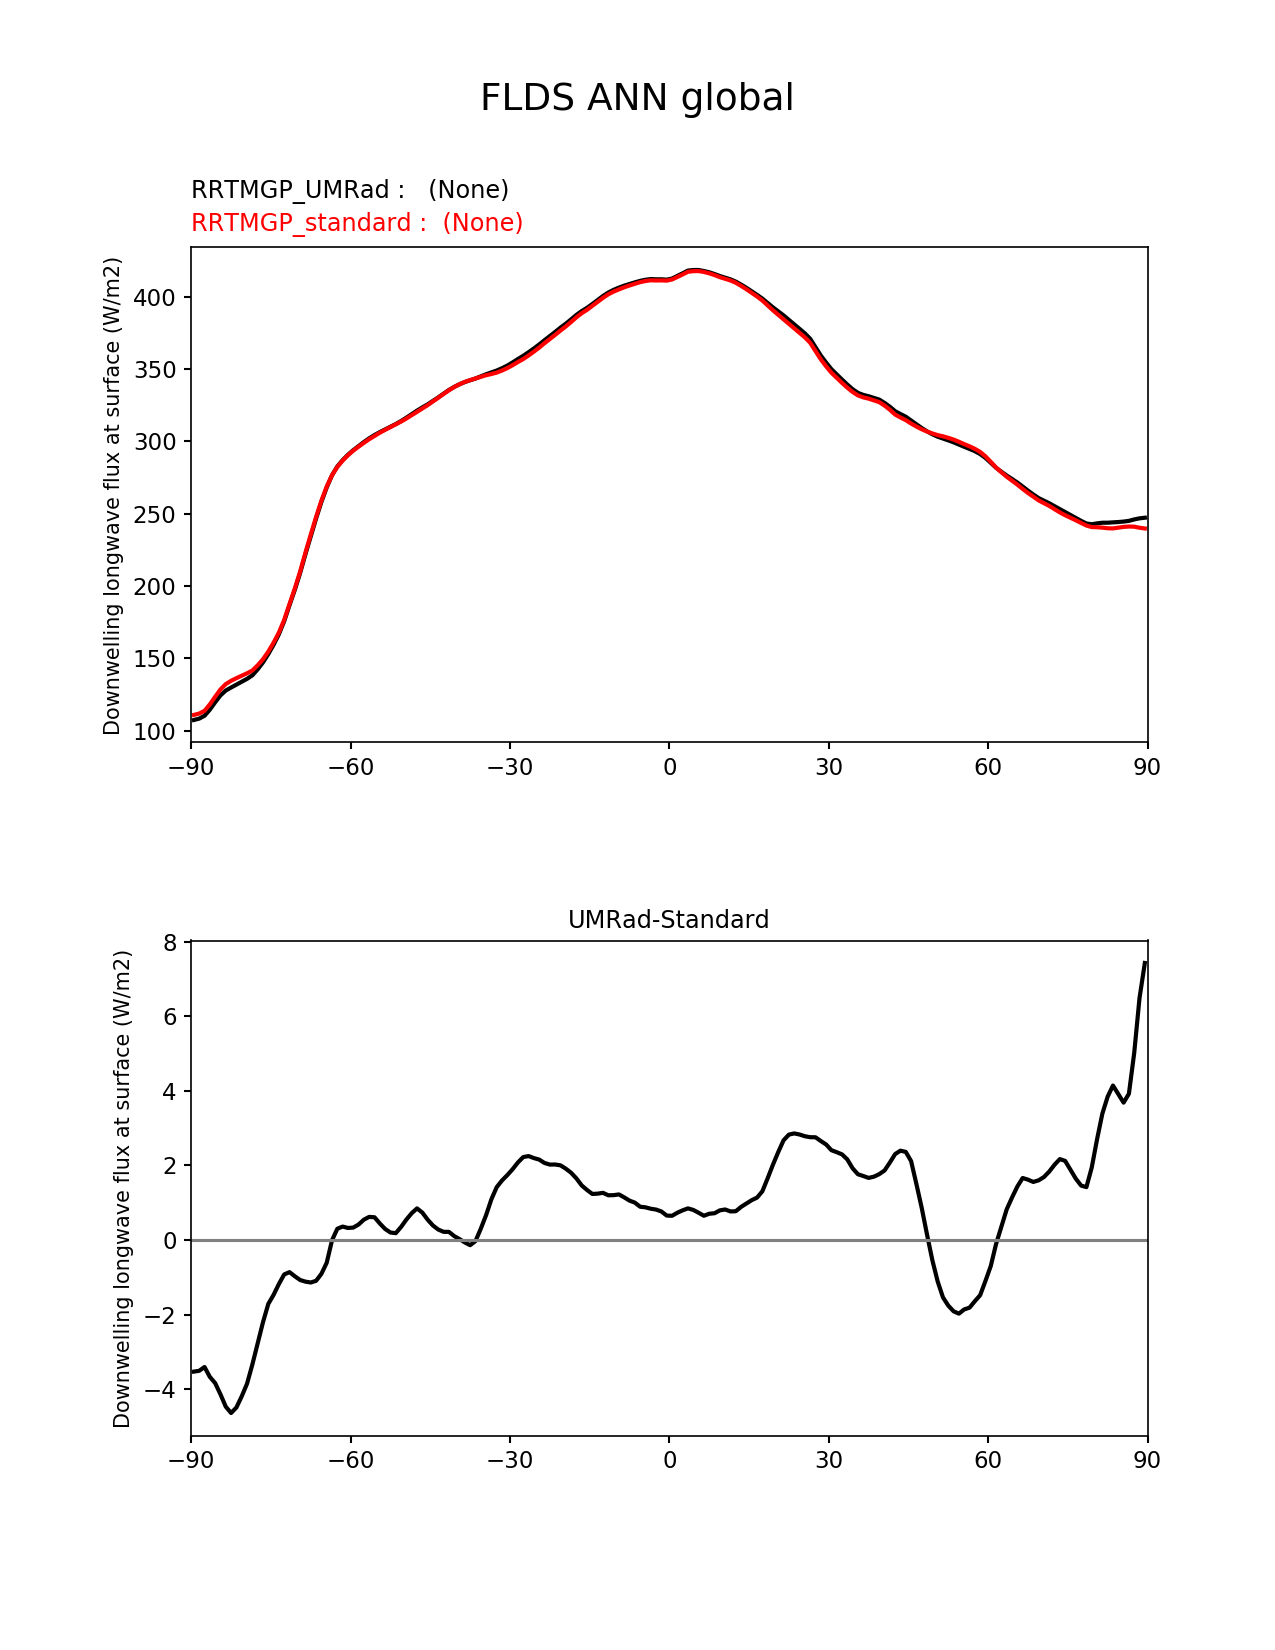 FLDS ANN global
RRTMGP_UMRad :   (None)
RRTMGP_standard :  (None)
Downwelling longwave flux at surface (W/m2)
400
350
300
250
200
150
100
−90 −60 −30 0 30 60 90
UMRad-Standard
Downwelling longwave flux at surface (W/m2)
8
6
4
2
0
−2
−4
−90 −60 −30 0 30 60 90